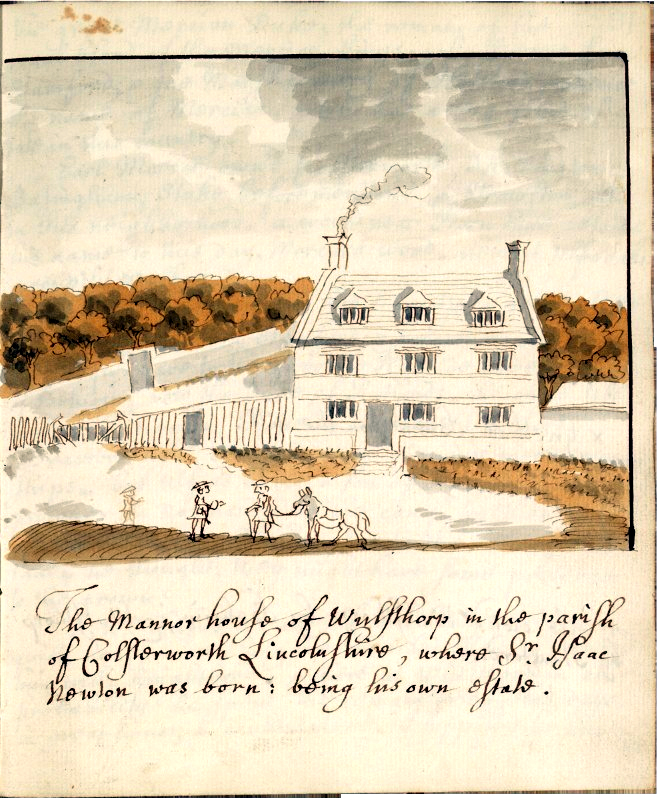 The Mannor house of Wulsthorp in the parish
of Colsterworth Lincolnshire, where Sr. Isaac
Newton was born: being his own estate.